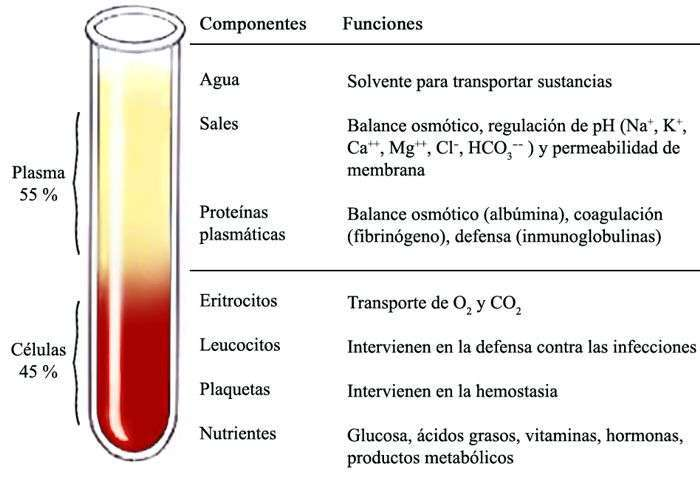 Componentes Funciones
Agua Solvente para transportar sustancias
Sales Balance osmótico, regulación de pH (Na⁺, K⁺,
Ca⁺⁺, Mg⁺⁺, Cl⁻, HCO₃⁻⁻ ) y permeabilidad de
membrana
Plasma
55 %
Proteínas Balance osmótico (albúmina), coagulación
plasmáticas (fibrinógeno), defensa (inmunoglobulinas)
Eritrocitos Transporte de O₂ y CO₂
Leucocitos Intervienen en la defensa contra las infecciones
Células
45 %
Plaquetas Intervienen en la hemostasia
Nutrientes Glucosa, ácidos grasos, vitaminas, hormonas,
productos metabólicos